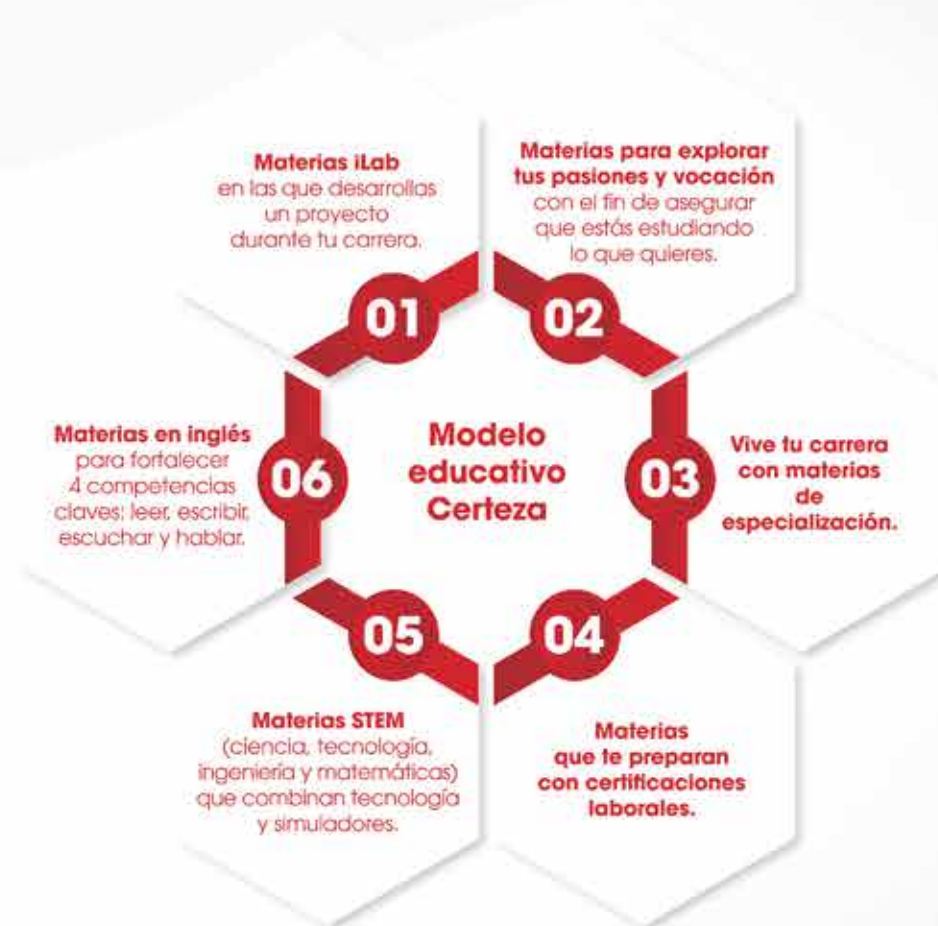 Modelo
educativo
Certeza
01
Materias iLab
en las que desarrollas
un proyecto
durante tu carrera.
02
Materias para explorar
tus pasiones y vocación
con el fin de asegurar
que estás estudiando
lo que quieres.
03
Vive tu carrera
con materias
de
especialización.
04
Materias
que te preparan
con certificaciones
laborales.
05
Materias STEM
(ciencia, tecnología,
ingeniería y matemáticas)
que combinan tecnología
y simuladores.
06
Materias en inglés
para fortalecer
4 competencias
claves: leer, escribir,
escuchar y hablar.